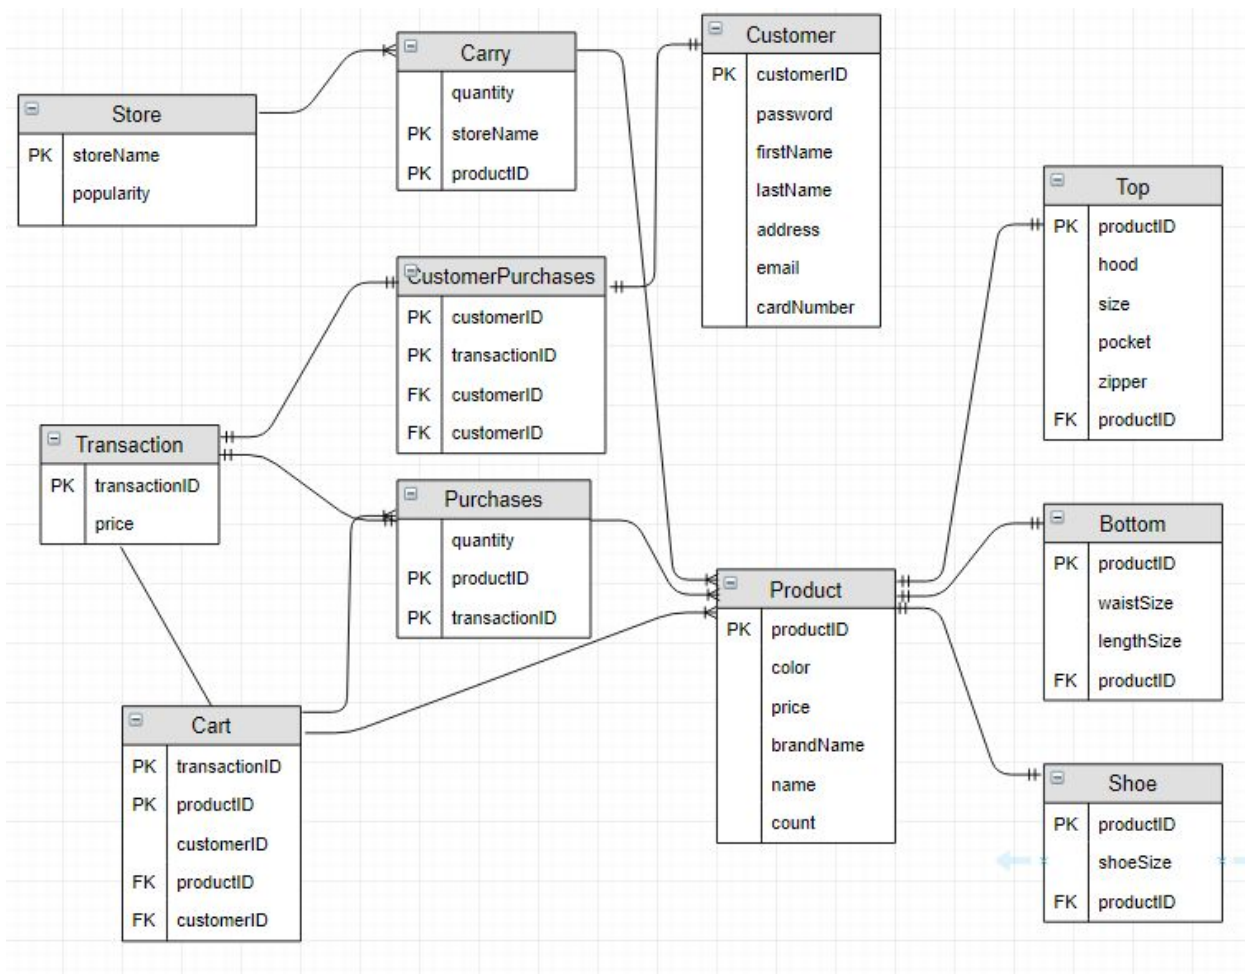 Store
PK storeName
popularity
Carry
quantity
PK storeName
PK productID
Customer
PK customerID
password
firstName
lastName
address
email
cardNumber
CustomerPurchases
PK customerID
PK transactionID
FK customerID
FK customerID
Top
PK productID
hood
size
pocket
zipper
FK productID
Transaction
PK transactionID
price
Purchases
quantity
PK productID
PK transactionID
Product
PK productID
color
price
brandName
name
count
Bottom
PK productID
waistSize
lengthSize
FK productID
Cart
PK transactionID
PK productID
customerID
FK productID
FK customerID
Shoe
PK productID
shoeSize
FK productID